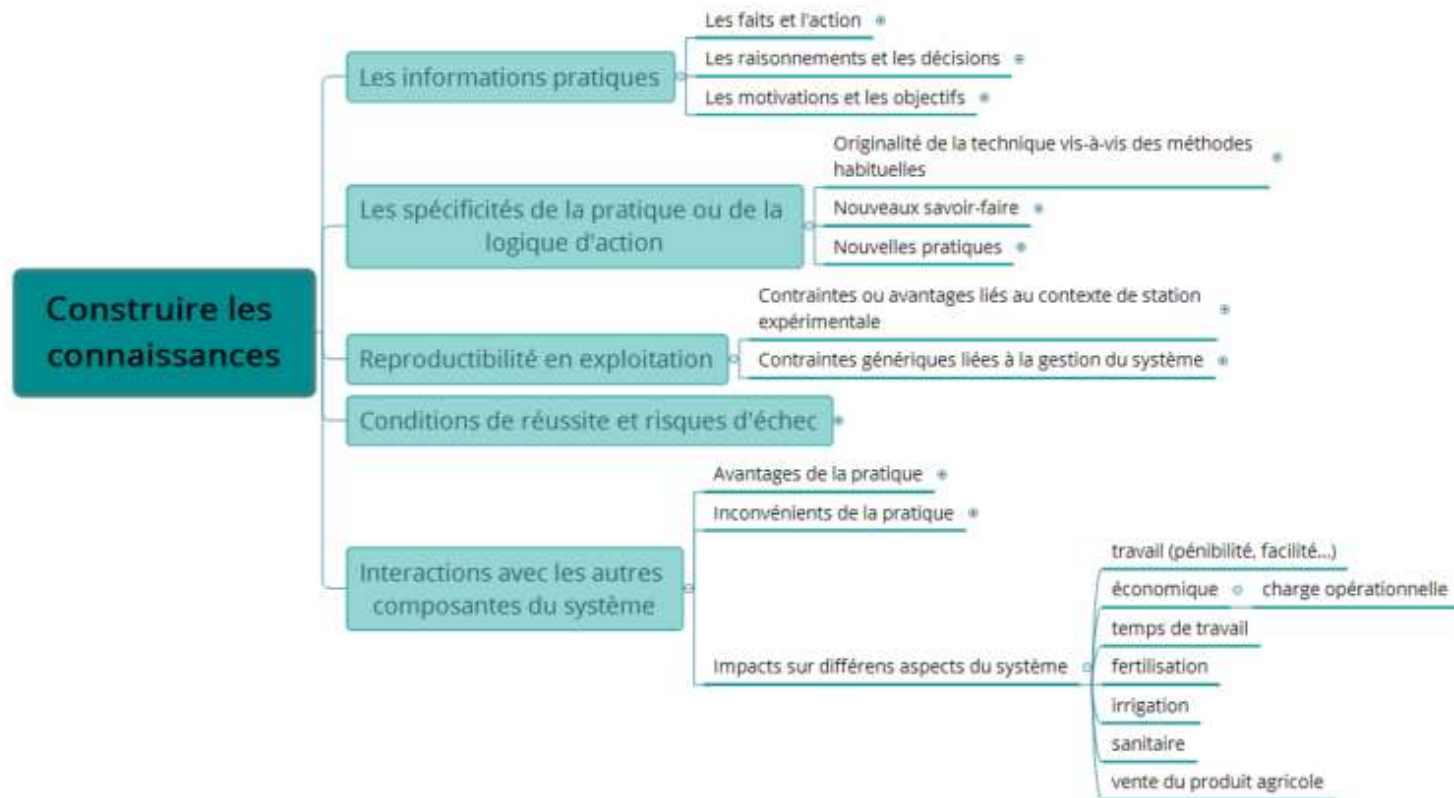 Construire les
connaissances
Les informations pratiques
Les faits et l'action
Les raisonnements et les décisions
Les motivations et les objectifs
Les spécificités de la pratique ou de la
logique d'action
Originalité de la technique vis-à-vis des méthodes
habituelles
Nouveaux savoir-faire
Nouvelles pratiques
Reproductibilité en exploitation
Contraintes ou avantages liés au contexte de station
expérimentale
Contraintes génériques liées à la gestion du système
Conditions de réussite et risques d'échec
Interactions avec les autres
composantes du système
Avantages de la pratique
Inconvénients de la pratique
Impacts sur différens aspects du système
travail (pénibilité, facilité...)
économique
charge opérationnelle
temps de travail
fertilisation
irrigation
sanitaire
vente du produit agricole